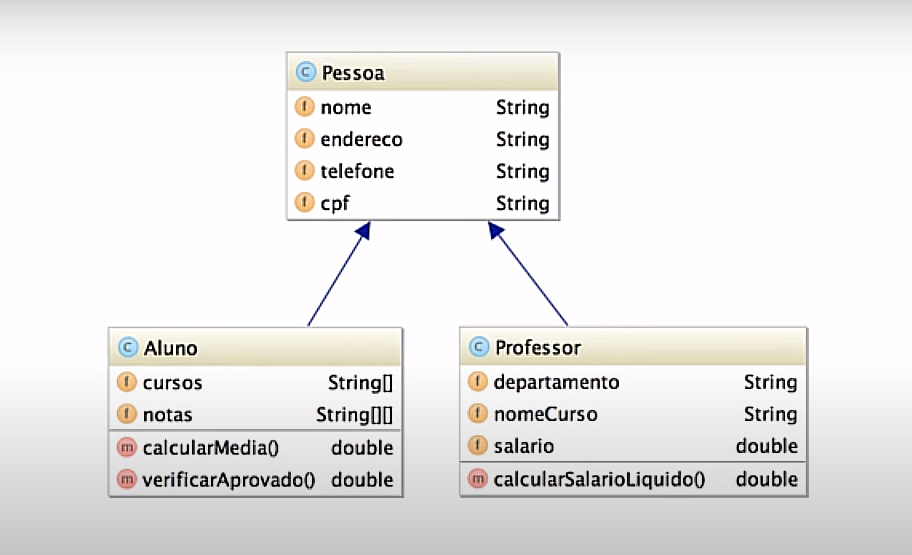 C Pessoa
f nome String
f endereco String
f telefone String
f cpf String
C Aluno
f cursos String[]
f notas String[][]
m calcularMedia() double
m verificarAprovado() double
C Professor
f departamento String
f nomeCurso String
f salario double
m calcularSalarioLiquido() double